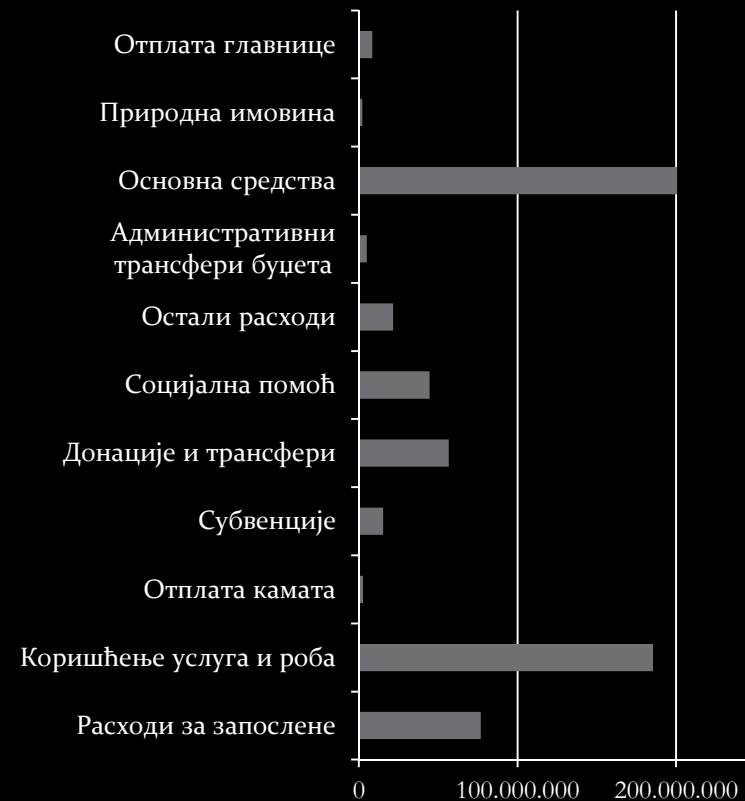 Отплата главнице
Природна имовина
Основна средства
Административни
трансфери буџета
Остали расходи
Социјална помоћ
Донације и трансфери
Субвенције
Отплата камата
Коришћење услуга и роба
Расходи за запослене
0 100.000.000 200.000.000